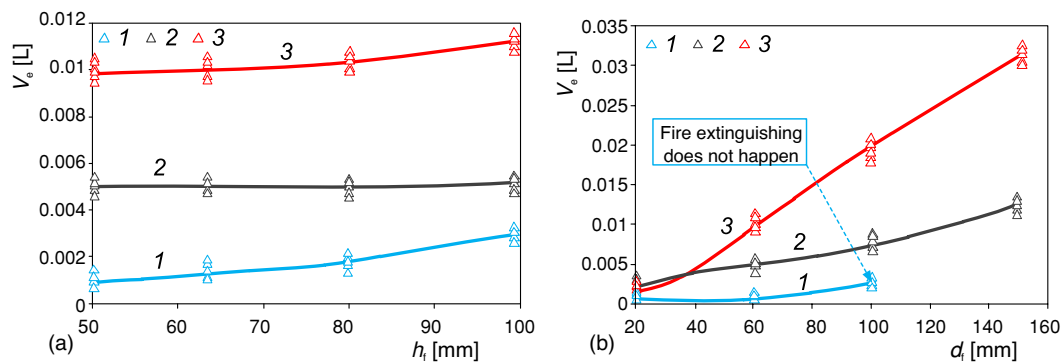 0.012
0.01
0.008
0.006
0.004
0.002
0
Vₑ [L]
1 2 3
3
2
1
50 60 70 80 90 100
(a)
h_f [mm]
0.035
0.03
0.025
0.02
0.015
0.01
0.005
0
Vₑ [L]
1 2 3
Fire extinguishing
does not happen
3
2
1
20 40 60 80 100 120 140 160
(b)
d_f [mm]